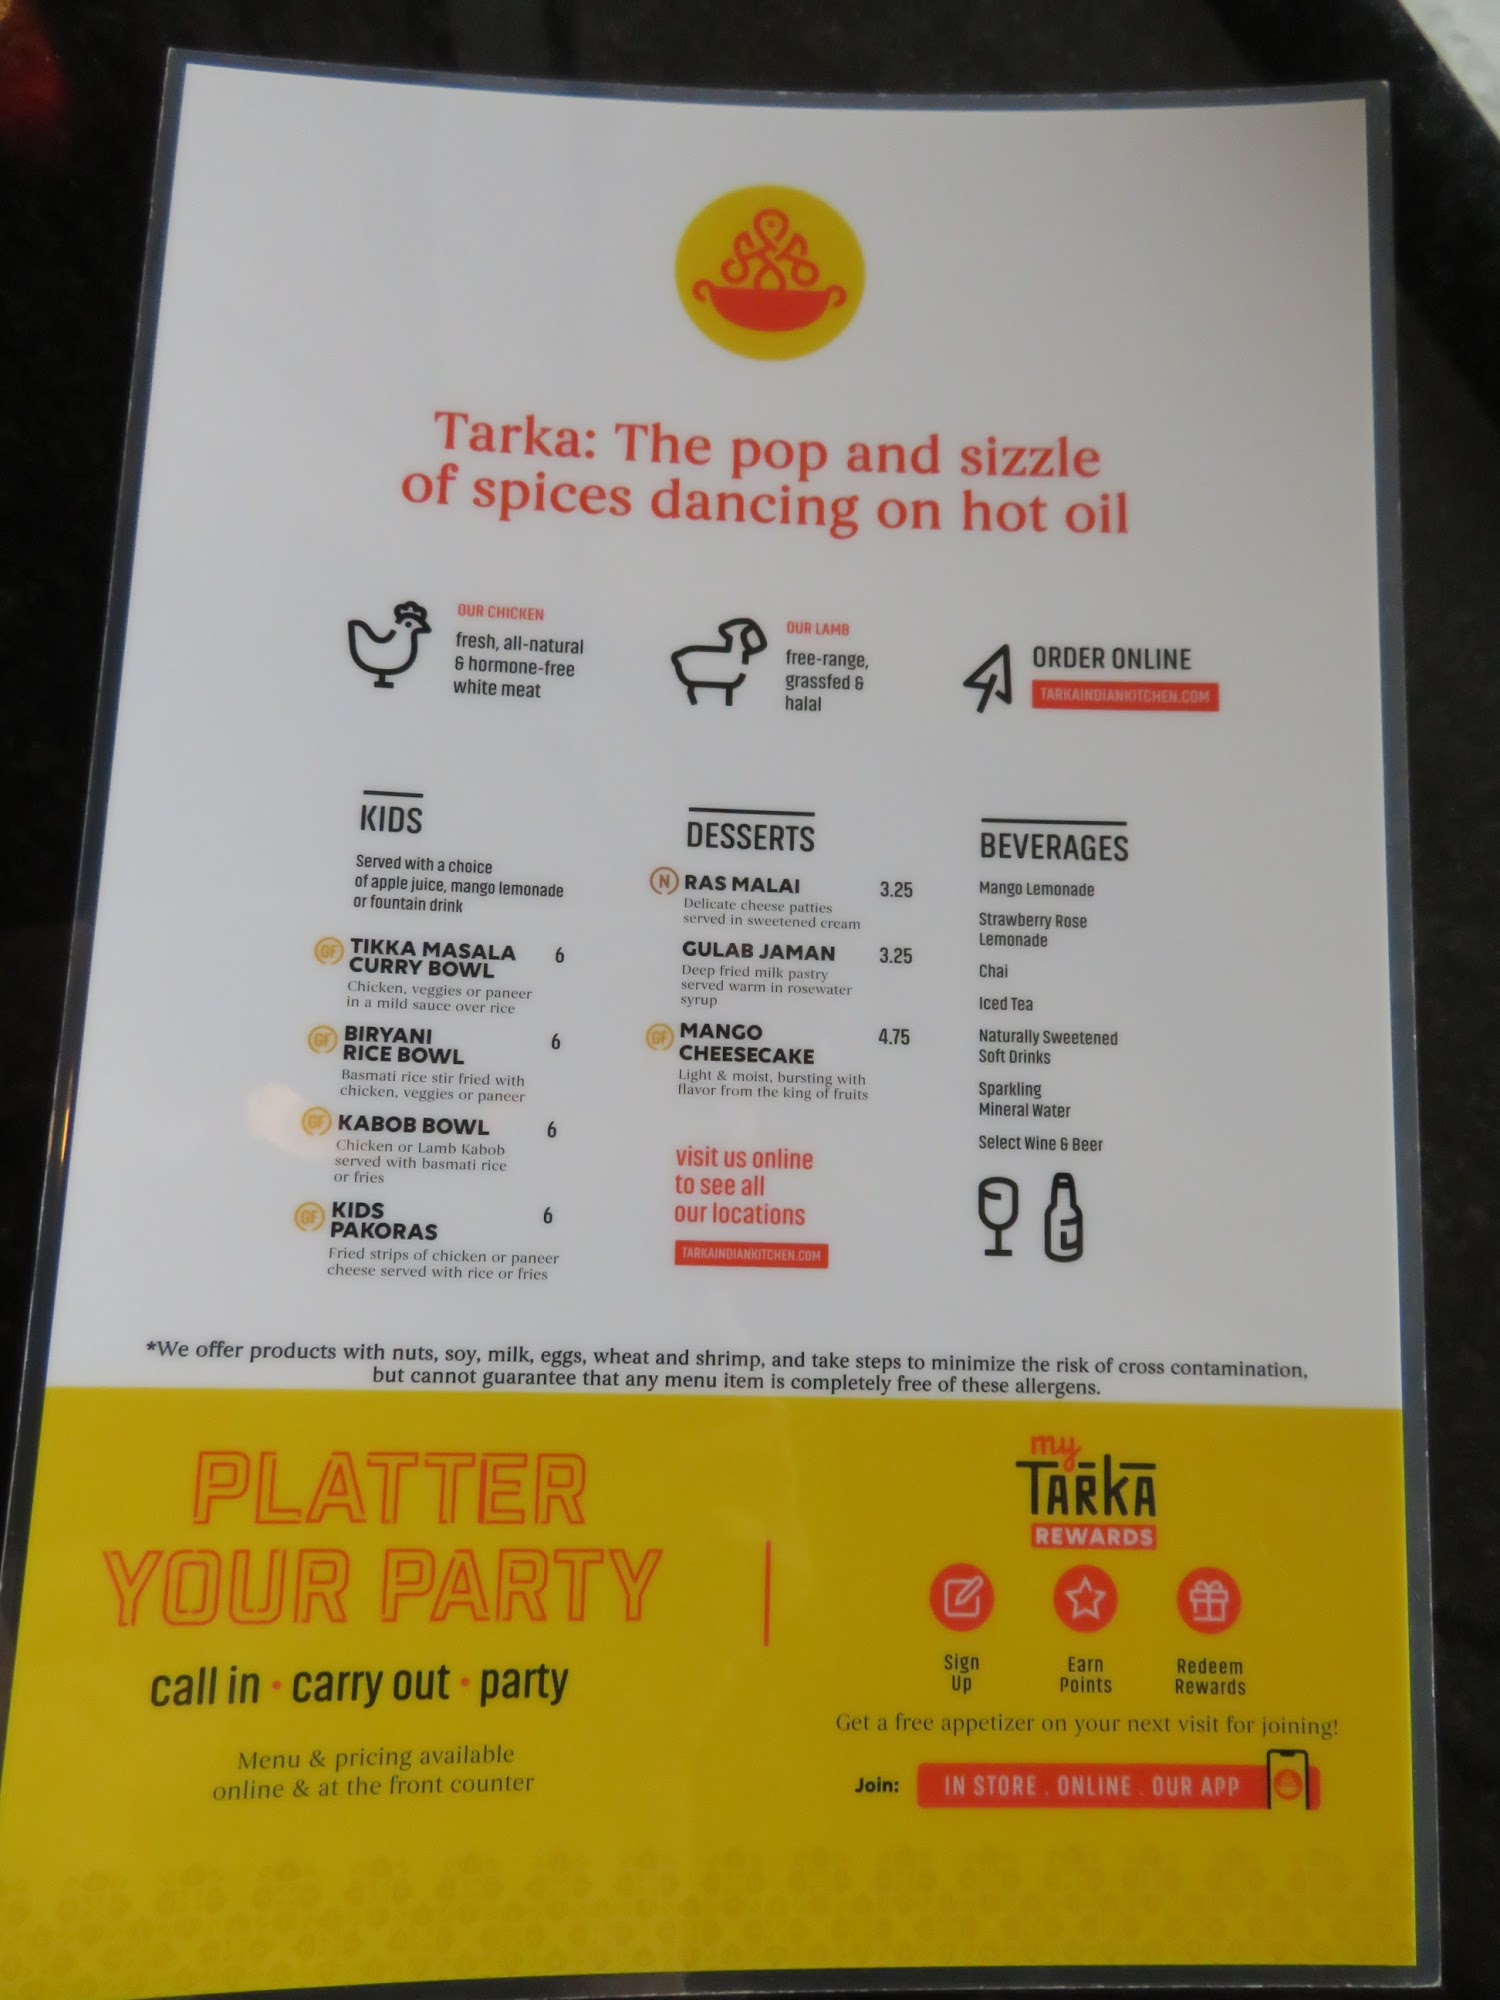 Tarka: The pop and sizzle
of spices dancing on hot oil
OUR CHICKEN
fresh, all-natural
& hormone-free
white meat
OUR LAMB
free-range,
grassfed &
halal
ORDER ONLINE
TARKAINDIANKITCHEN.COM
KIDS
Served with a choice
of apple juice, mango lemonade
or fountain drink
GF TIKKA MASALA 6
CURRY BOWL
Chicken, veggies or paneer
in a mild sauce over rice
GF BIRYANI 6
RICE BOWL
Basmati rice stir fried with
chicken, veggies or paneer
GF KABOB BOWL 6
Chicken or Lamb Kabob
served with basmati rice
or fries
GF KIDS 6
PAKORAS
Fried strips of chicken or paneer
cheese served with rice or fries
DESSERTS
N RAS MALAI 3.25
Delicate cheese patties
served in sweetened cream
GULAB JAMAN 3.25
Deep fried milk pastry
served warm in rosewater
syrup
GF MANGO 4.75
CHEESECAKE
Light & moist, bursting with
flavor from the king of fruits
visit us online
to see all
our locations
TARKAINDIANKITCHEN.COM
BEVERAGES
Mango Lemonade
Strawberry Rose
Lemonade
Chai
Iced Tea
Naturally Sweetened
Soft Drinks
Sparkling
Mineral Water
Select Wine & Beer
*We offer products with nuts, soy, milk, eggs, wheat and shrimp, and take steps to minimize the risk of cross contamination,
but cannot guarantee that any menu item is completely free of these allergens.
PLATTER
YOUR PARTY
call in • carry out • party
Menu & pricing available
online & at the front counter
my
TARKA
REWARDS
Sign
Up
Earn
Points
Redeem
Rewards
Get a free appetizer on your next visit for joining!
Join: IN STORE . ONLINE . OUR APP